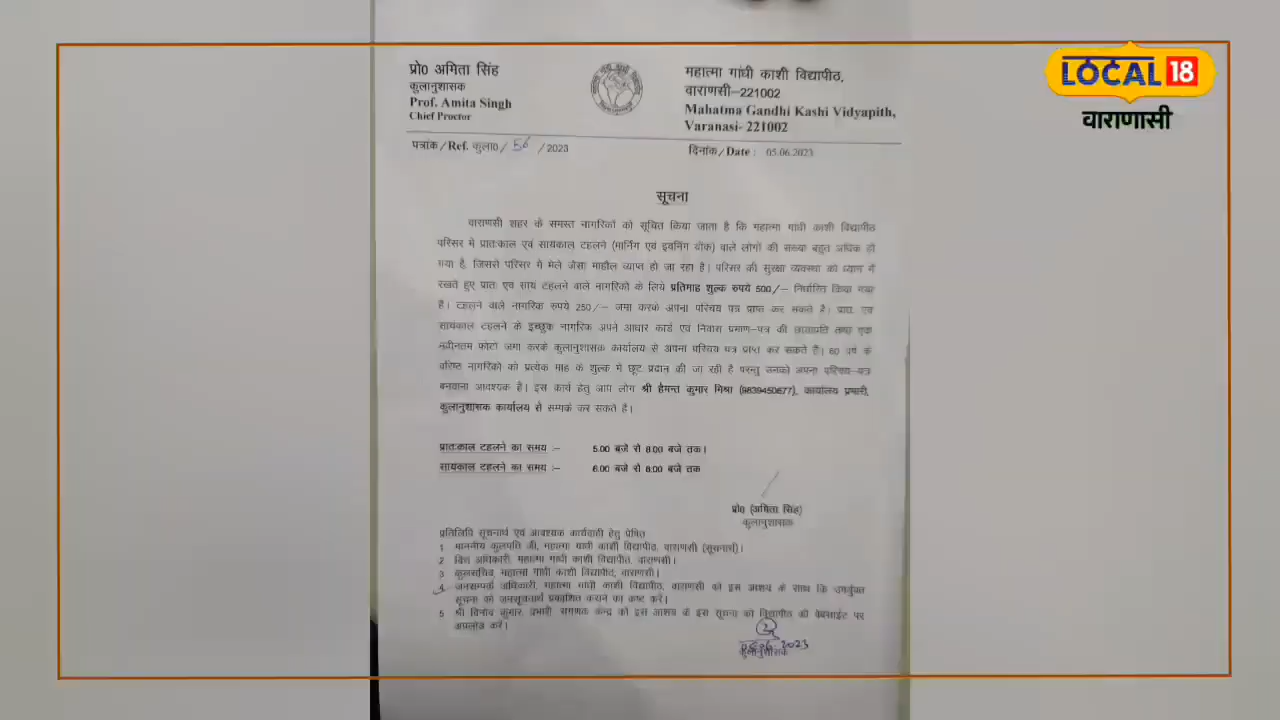 LOCAL 18
वाराणसी
प्रो0 अमिता सिंह
कुलानुशासक
Prof. Amita Singh
Chief Proctor
महात्मा गांधी काशी विद्यापीठ,
वाराणसी–221002
Mahatma Gandhi Kashi Vidyapith,
Varanasi- 221002
पत्रांक/Ref. कुला0/ 56 /2023
दिनांक/Date : 05.06.2023
सूचना
वाराणसी शहर के समस्त नागरिकों को सूचित किया जाता है कि महात्मा गांधी काशी विद्यापीठ
परिसर में प्रातःकाल एवं सायंकाल टहलने (मार्निंग एवं इवनिंग वॉक) वाले लोगों की संख्या बहुत अधिक हो
गया है, जिससे परिसर में मेले जैसा माहौल व्याप्त हो जा रहा है। परिसर की सुरक्षा व्यवस्था को ध्यान में
रखते हुए प्रातः एवं सायं टहलने वाले नागरिकों के लिये प्रतिमाह शुल्क रुपये 500/– निर्धारित किया गया
है। टहलने वाले नागरिक रुपये 250/– जमा करके अपना परिचय पत्र प्राप्त कर सकते है। प्रातः एवं
सायंकाल टहलने के इच्छुक नागरिक अपने आधार कार्ड एवं निवास प्रमाण–पत्र की छायाप्रति तथा एक
नवीनतम फोटो जमा करके कुलानुशासक कार्यालय से अपना परिचय पत्र प्राप्त कर सकते हैं। 60 वर्ष के
वरिष्ठ नागरिकों को प्रत्येक माह के शुल्क में छूट प्रदान की जा रही है परन्तु उनको अपना परिचय–पत्र
बनवाना आवश्यक है। इस कार्य हेतु आप लोग श्री हेमन्त कुमार मिश्रा (9839450677), कार्यालय प्रभारी,
कुलानुशासक कार्यालय से सम्पर्क कर सकते है।
प्रातःकाल टहलने का समय :– 5.00 बजे से 8.00 बजे तक।
सायंकाल टहलने का समय :– 6.00 बजे से 8:00 बजे तक
प्रो0 (अमिता सिंह)
कुलानुशासक
प्रतिलिपि सूचनार्थ एवं आवश्यक कार्यवाही हेतु प्रेषित
1 माननीय कुलपति जी, महात्मा गांधी काशी विद्यापीठ, वाराणसी (सूचनार्थ)।
2 वित्त अधिकारी, महात्मा गांधी काशी विद्यापीठ, वाराणसी।
3 कुलसचिव, महात्मा गांधी काशी विद्यापीठ, वाराणसी।
4 जनसम्पर्क अधिकारी, महात्मा गांधी काशी विद्यापीठ, वाराणसी को इस आशय के साथ कि उपर्युक्त
सूचना को जनसूचनार्थ प्रकाशित कराने का कष्ट करें।
5 श्री विनोद कुमार, प्रभारी, संगणक केन्द्र को इस आशय के इस सूचना को विद्यापीठ की वेबसाईट पर
अपलोड करें।
2023
कुलानुशासक